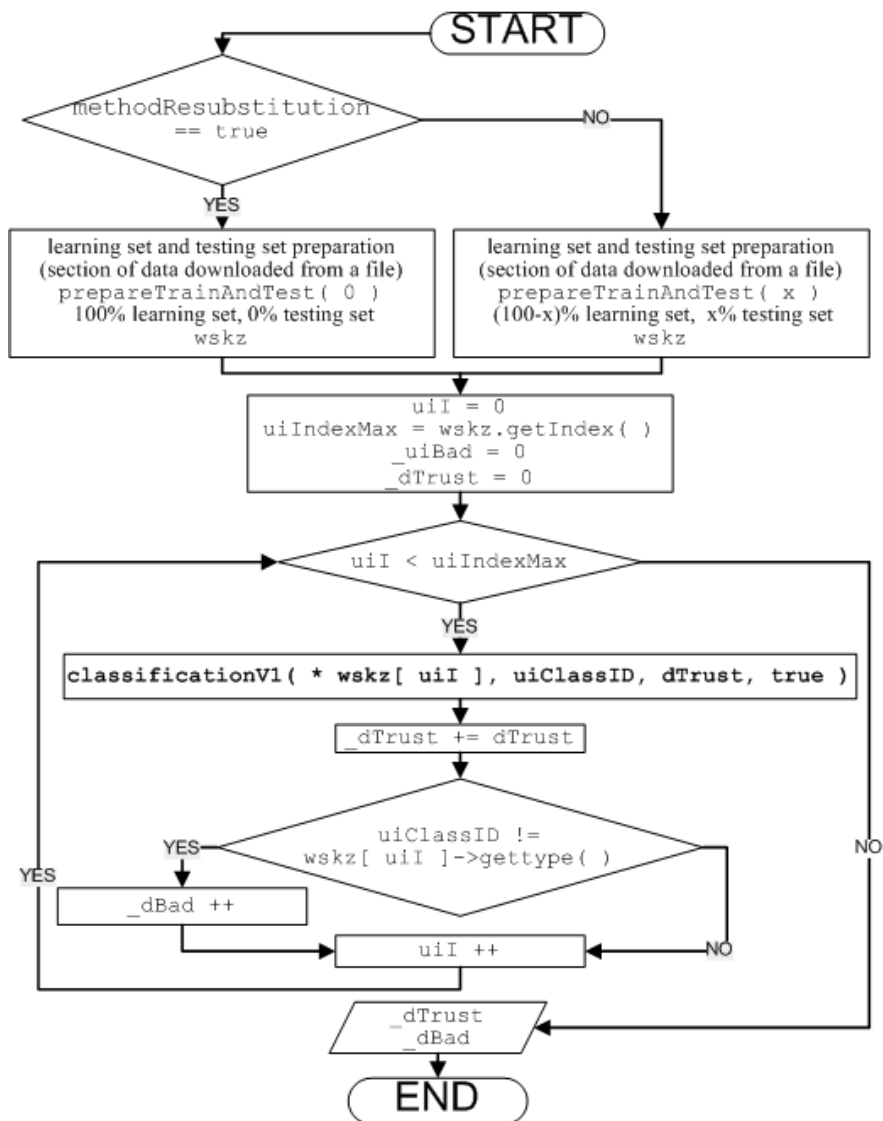 START
methodResubstitution
== true
NO
YES
learning set and testing set preparation
(section of data downloaded from a file)
prepareTrainAndTest( 0 )
100% learning set, 0% testing set
wskz
learning set and testing set preparation
(section of data downloaded from a file)
prepareTrainAndTest( x )
(100-x)% learning set, x% testing set
wskz
uiI = 0
uiIndexMax = wskz.getIndex( )
_uiBad = 0
_dTrust = 0
uiI < uiIndexMax
YES
classificationV1( * wskz[ uiI ], uiClassID, dTrust, true )
_dTrust += dTrust
uiClassID !=
wskz[ uiI ]->gettype( )
YES
NO
YES
_dBad ++
NO
uiI ++
_dTrust
_dBad
END